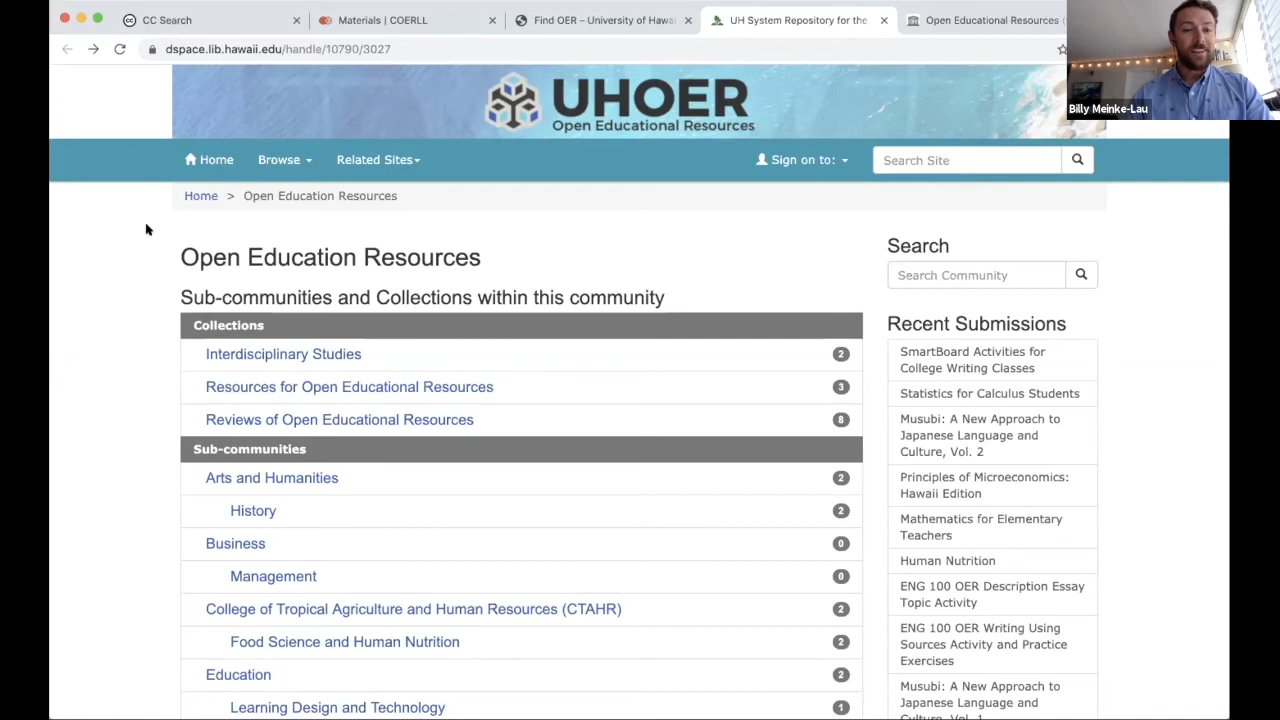 CC Search
Materials | COERLL
Find OER – University of Hawai
UH System Repository for the
Open Educational Resources (
dspace.lib.hawaii.edu/handle/10790/3027
Billy Meinke-Lau
UHOER
Open Educational Resources
Home
Browse
Related Sites
Sign on to:
Search Site
Home > Open Education Resources
Open Education Resources
Sub-communities and Collections within this community
Collections
Interdisciplinary Studies 2
Resources for Open Educational Resources 3
Reviews of Open Educational Resources 8
Sub-communities
Arts and Humanities 2
History 2
Business 0
Management 0
College of Tropical Agriculture and Human Resources (CTAHR) 2
Food Science and Human Nutrition 2
Education 2
Learning Design and Technology 1
Search
Search Community
Recent Submissions
SmartBoard Activities for
College Writing Classes
Statistics for Calculus Students
Musubi: A New Approach to
Japanese Language and
Culture, Vol. 2
Principles of Microeconomics:
Hawaii Edition
Mathematics for Elementary
Teachers
Human Nutrition
ENG 100 OER Description Essay
Topic Activity
ENG 100 OER Writing Using
Sources Activity and Practice
Exercises
Musubi: A New Approach to
Japanese Language and
Culture, Vol. 1